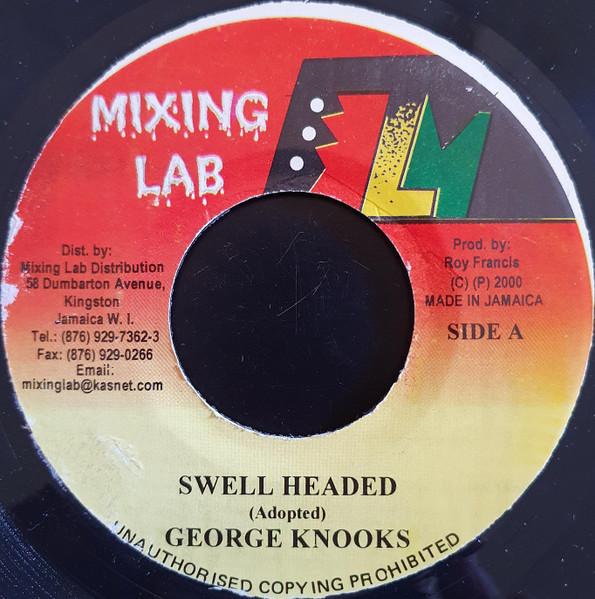 MIXING
LAB
Dist. by:
Mixing Lab Distribution
58 Dumbarton Avenue,
Kingston
Jamaica W. I.
Tel.: (876) 929-7362-3
Fax: (876) 929-0266
Email:
mixinglab@kasnet.com
Prod. by:
Roy Francis
(C) (P) 2000
MADE IN JAMAICA
SIDE A
SWELL HEADED
(Adopted)
GEORGE KNOOKS
UNAUTHORISED COPYING PROHIBITED